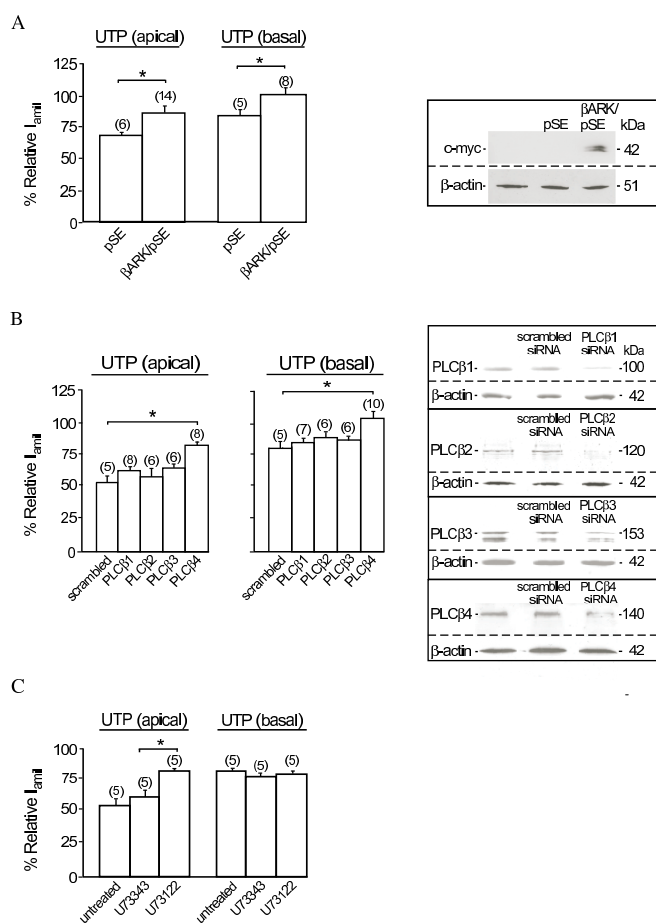 A
UTP (apical) UTP (basal)
% Relative Iamil
125
100
75
25
0
*
*
(6) (14) (5) (8)
pSE βARK/pSE pSE βARK/pSE
βARK/
pSE pSE kDa
c-myc- -42
β-actin- -51
B
UTP (apical) UTP (basal)
% Relative Iamil
125
100
75
50
25
0
*
*
(5) (8) (6) (6) (8)
(5) (7) (6) (6) (10)
scrambled PLCβ1 PLCβ2 PLCβ3 PLCβ4
scrambled PLCβ1 PLCβ2 PLCβ3 PLCβ4
scrambled PLCβ1
siRNA siRNA kDa
PLCβ1 -100
β-actin - -42
scrambled PLCβ2
siRNA siRNA
PLCβ2 -120
β-actin - -42
scrambled PLCβ3
siRNA siRNA
PLCβ3 -153
β-actin - -42
scrambled PLCβ4
siRNA siRNA
PLCβ4 -140
β-actin - -42
C
UTP (apical) UTP (basal)
% Relative Iamil
100
75
50
25
0
*
(5) (5) (5) (5) (5) (5)
untreated U73343 U73122 untreated U73343 U73122